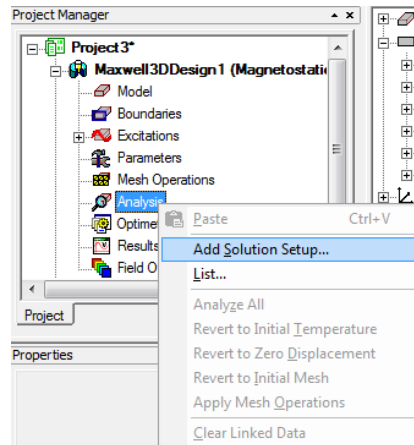 Project Manager
Project3*
Maxwell3DDesign1 (Magnetostati
Model
Boundaries
Excitations
Parameters
Mesh Operations
Analysis
Optime
Results
Field O
Project
Properties
Paste Ctrl+V
Add Solution Setup...
List...
Analyze All
Revert to Initial Temperature
Revert to Zero Displacement
Revert to Initial Mesh
Apply Mesh Operations
Clear Linked Data